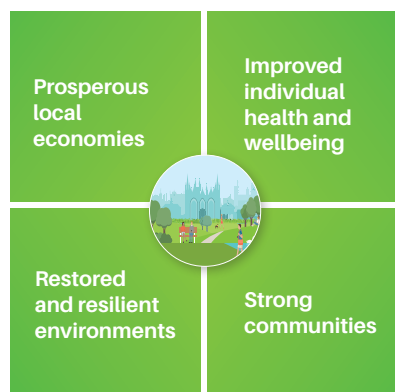 Prosperous
local
economies
Improved
individual
health and
wellbeing
Restored
and resilient
environments
Strong
communities